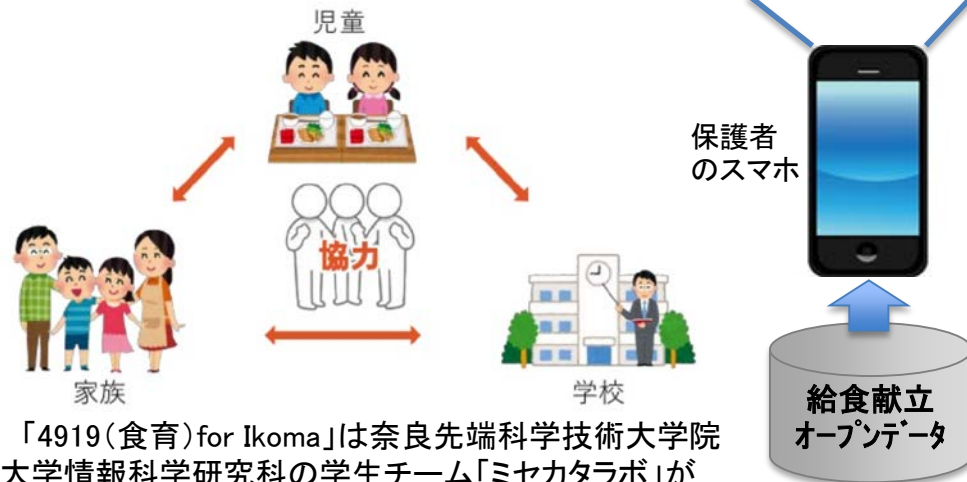 児童
保護者
のスマホ
協力
家族
学校
給食献立
オープンデータ
「4919(食育)for Ikoma」は奈良先端科学技術大学院
大学情報科学研究科の学生チーム「ミセカタラボ」が